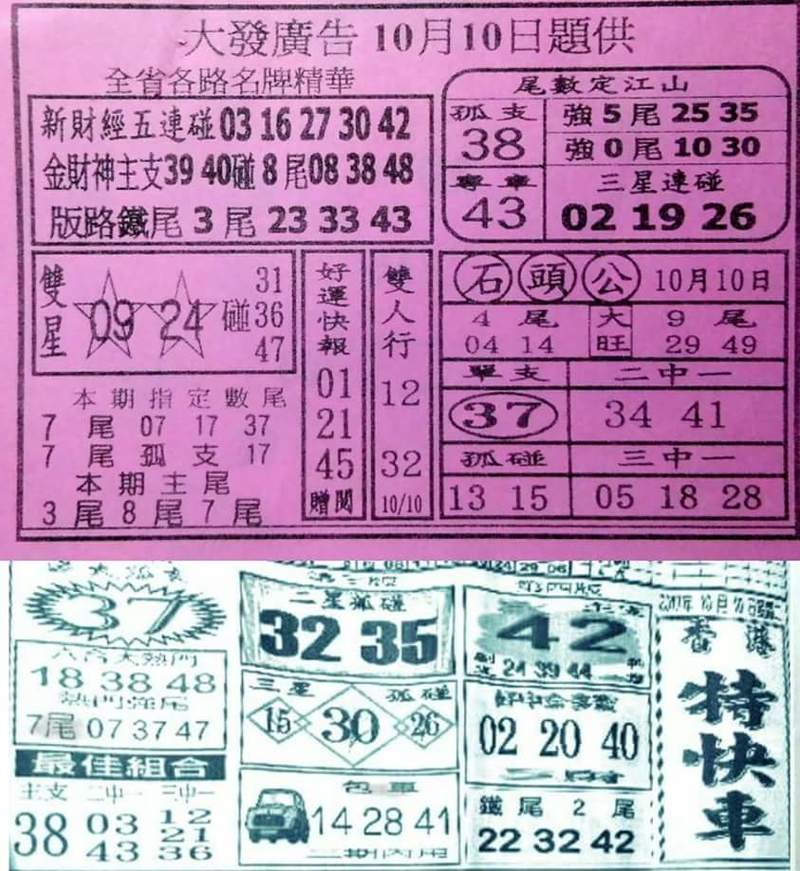 大發廣告 10月10日題供
全省各路名牌精華
新財經五連碰 03 16 27 30 42
金財神主支 39 40 碰 8 尾 08 38 48
版路鐵尾 3 尾 23 33 43
尾數定江山
孤支 38
強 5 尾 25 35
強 0 尾 10 30
專車 43
三星連碰
02 19 26
雙星 09 24 碰 31 36 47
本期指定數尾
7 尾 07 17 37
7 尾 孤支 17
本期主尾
3 尾 8 尾 7 尾
好運快報
01
21
45
贈閱
雙人行
12
32
10/10
石頭公 10月10日
4 尾 大旺 9 尾
04 14 29 49
單支 二中一
37 34 41
孤碰 三中一
13 15 05 18 28
37
六合大熱門
18 38 48
熱門強尾
7尾 07 37 47
最佳組合
主支 二中一 三中一
38 03 43 12 21 36
二星孤碰
32 35
三星 孤碰
15 30 26
包車
14 28 41
第四版
42
24 39 44
02 20 40
鐵尾 2 尾
22 32 42
香港
特快車